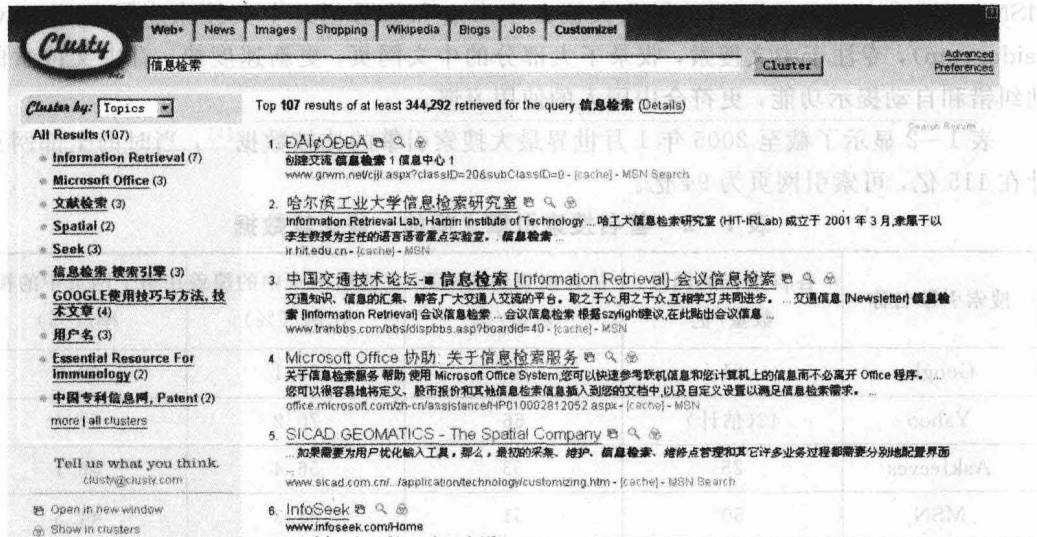 Clusty
Web+ News Images Shopping Wikipedia Blogs Jobs Customize!
信息检索 Cluster Advanced Preferences
Cluster by: Topics
Top 107 results of at least 344,292 retrieved for the query 信息检索 (Details)
All Results (107)
Information Retrieval (7)
Microsoft Office (3)
文献检索 (3)
Spatial (2)
Seek (3)
信息检索 搜索引擎 (3)
GOOGLE使用技巧与方法, 技
术文章 (4)
用户名 (3)
Essential Resource For
Immunology (2)
中国专利信息网, Patent (2)
more | all clusters
Tell us what you think.
clusty@clusty.com
Open in new window
Show in clusters
1. ÐÅÏ¢ÖÐÐÄ
创建交流 信息检索 1 信息中心 1
www.grwm.net/cjjl.aspx?classID=20&subClassID=0 - [cache] - MSN Search
2. 哈尔滨工业大学信息检索研究室
Information Retrieval Lab, Harbin Institute of Technology ... 哈工大信息检索研究室 (HIT-IRLab) 成立于 2001 年 3 月,隶属于以
李生教授为主任的语言语音重点实验室。. 信息检索 ...
ir.hit.edu.cn - [cache] - MSN
3. 中国交通技术论坛-■ 信息检索 [Information Retrieval]-会议信息检索
交通知识、信息的汇集、解答广大交通人交流的平台。取之于众,用之于众,互相学习,共同进步。 ... 交通信息 [Newsletter] 信息检
索 [Information Retrieval] 会议信息检索 ... 会议信息检索 根据szyligh建议,在此贴出会议信息 ...
www.tranbbs.com/bbs/dispbbs.asp?boardid=40 - [cache] - MSN
4. Microsoft Office 协助: 关于信息检索服务
关于信息检索服务 帮助 使用 Microsoft Office System,您可以快速参考联机信息和您计算机上的信息而不必离开 Office 程序。 ...
您可以很容易地将定义、股市报价和其他信息检索信息插入到您的文档中,以及自定义设置以满足信息检索需求。 ...
office.microsoft.com/zh-cn/assistance/HP010002812052.aspx - [cache] - MSN
5. SICAD GEOMATICS - The Spatial Company
... 如果需要为用户优化输入工具,那么,最初的采集、维护、信息检索、维修点管理和其它许多业务过程都需要分别地配置界面
...
www.sicad.com.cn/.../application/technology/customizing.htm - [cache] - MSN Search
6. InfoSeek
www.infoseek.com/Home